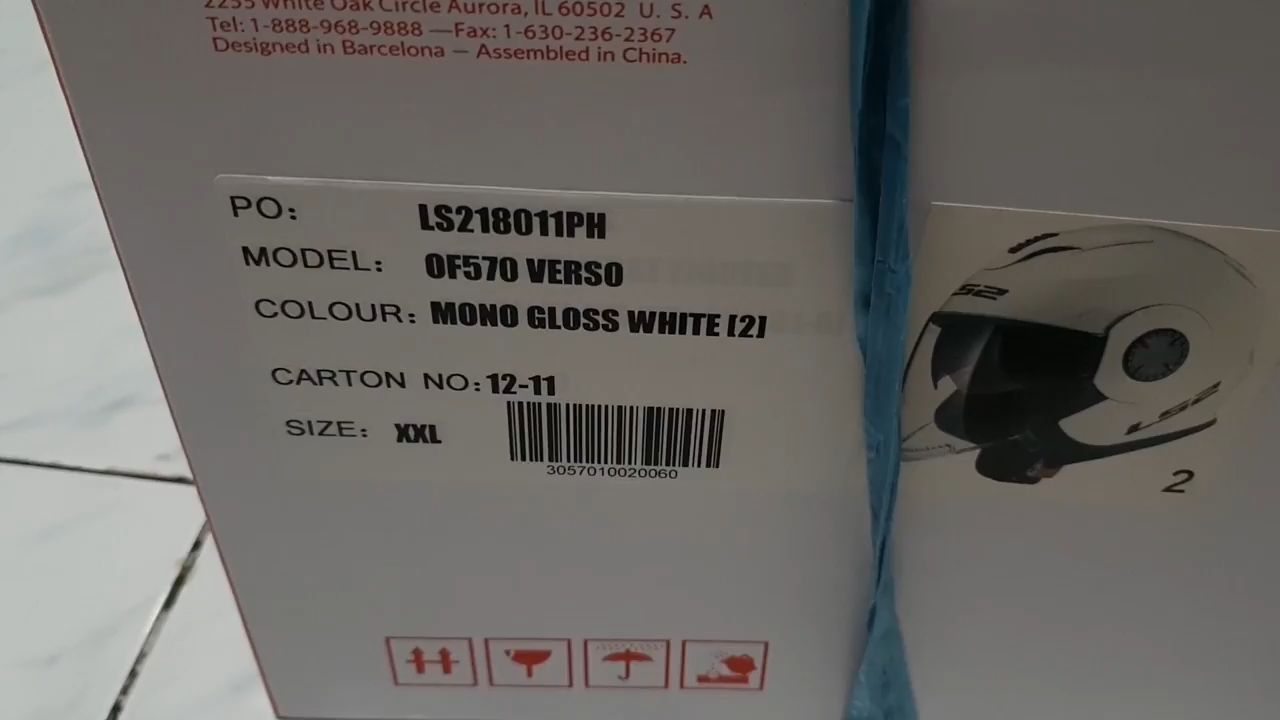 2255 White Oak Circle Aurora, IL 60502 U. S. A
Tel: 1-888-968-9888 —Fax: 1-630-236-2367
Designed in Barcelona — Assembled in China.
PO: LS218011PH
MODEL: OF570 VERSO
COLOUR: MONO GLOSS WHITE [2]
CARTON NO: 12-11
SIZE: XXL
3057010020060
LS2
LS2
2